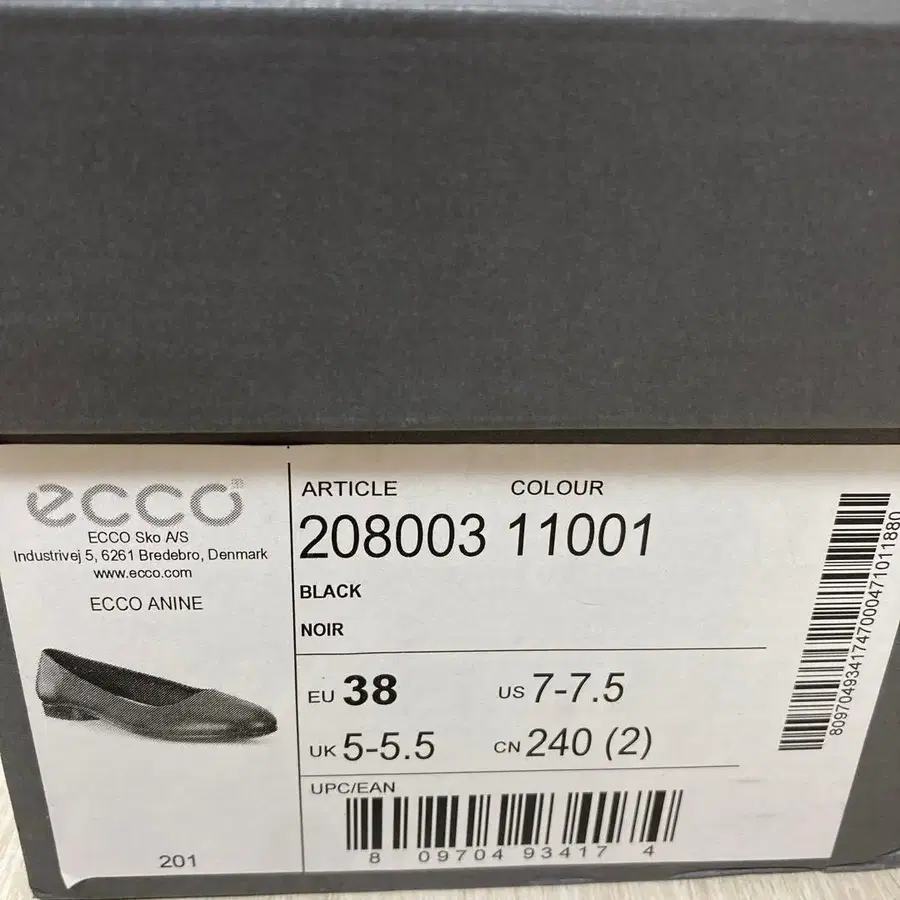 ecco
ECCO Sko A/S
Industrivej 5, 6261 Bredebro, Denmark
www.ecco.com
ECCO ANINE
201
ARTICLE COLOUR
208003 11001
BLACK
NOIR
EU 38 US 7-7.5
UK 5-5.5 CN 240 (2)
UPC/EAN
8 09704 93417 4
8097049341747000471011880